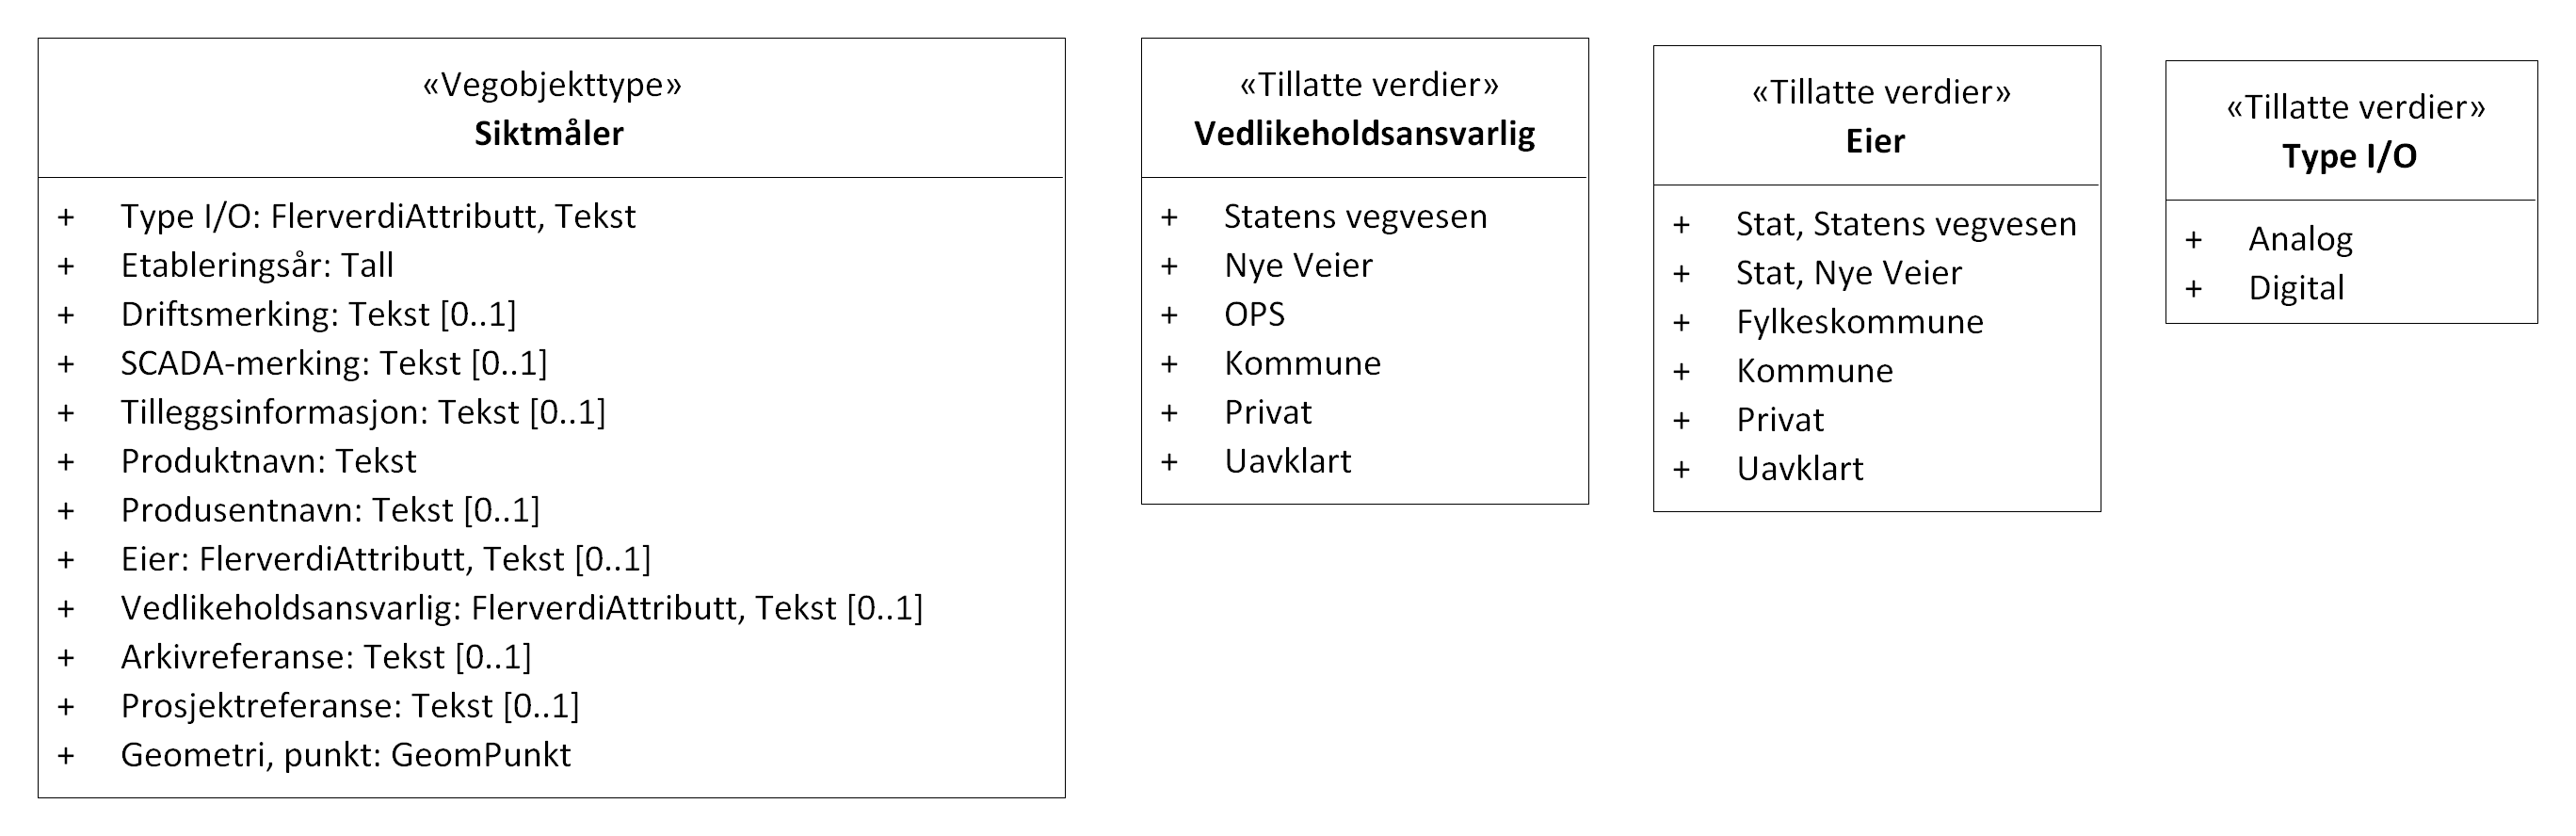 «Vegobjekttype»
Siktmåler
+ Type I/O: FlerverdiAttributt, Tekst
+ Etableringsår: Tall
+ Driftsmerking: Tekst [0..1]
+ SCADA-merking: Tekst [0..1]
+ Tilleggsinformasjon: Tekst [0..1]
+ Produktnavn: Tekst
+ Produsentnavn: Tekst [0..1]
+ Eier: FlerverdiAttributt, Tekst [0..1]
+ Vedlikeholdsansvarlig: FlerverdiAttributt, Tekst [0..1]
+ Arkivreferanse: Tekst [0..1]
+ Prosjektreferanse: Tekst [0..1]
+ Geometri, punkt: GeomPunkt
«Tillatte verdier»
Vedlikeholdsansvarlig
+ Statens vegvesen
+ Nye Veier
+ OPS
+ Kommune
+ Privat
+ Uavklart
«Tillatte verdier»
Eier
+ Stat, Statens vegvesen
+ Stat, Nye Veier
+ Fylkeskommune
+ Kommune
+ Privat
+ Uavklart
«Tillatte verdier»
Type I/O
+ Analog
+ Digital